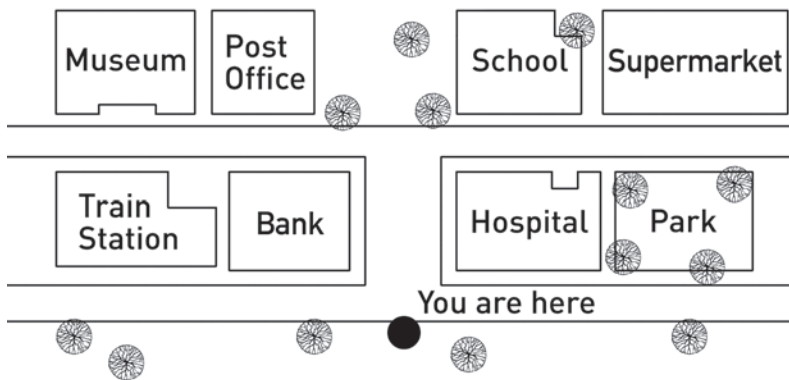 Museum
Post
Office
School
Supermarket
Train
Station
Bank
Hospital
Park
You are here